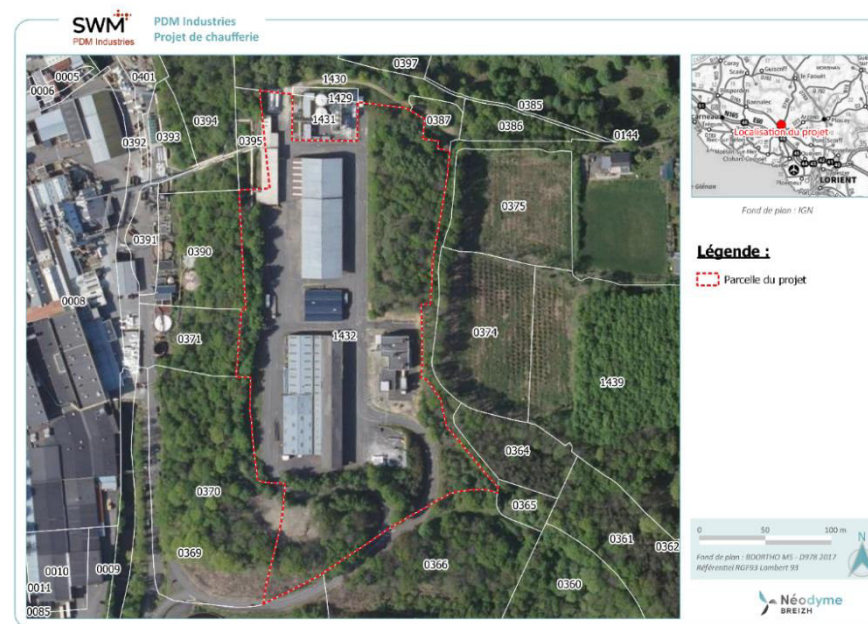 SWM
PDM Industries
PDM Industries
Projet de chaufferie
0397
0005
0401
1430
0006
1429
0385
0394
0393
1431
0387
0386
0392
0395
0144
0375
0391
0390
0008
0371
1432
0374
1439
0364
0370
0365
0361
0362
0369
0366
0010
0009
0360
0011
0085
Localisation du projet
LORIENT
Fond de plan : IGN
Légende :
Parcelle du projet
0 50 100 m
N
Fond de plan : BDORTHO M5 - D978 2017
Référentiel RGF93 Lambert 93
Néodyme
BREIZH